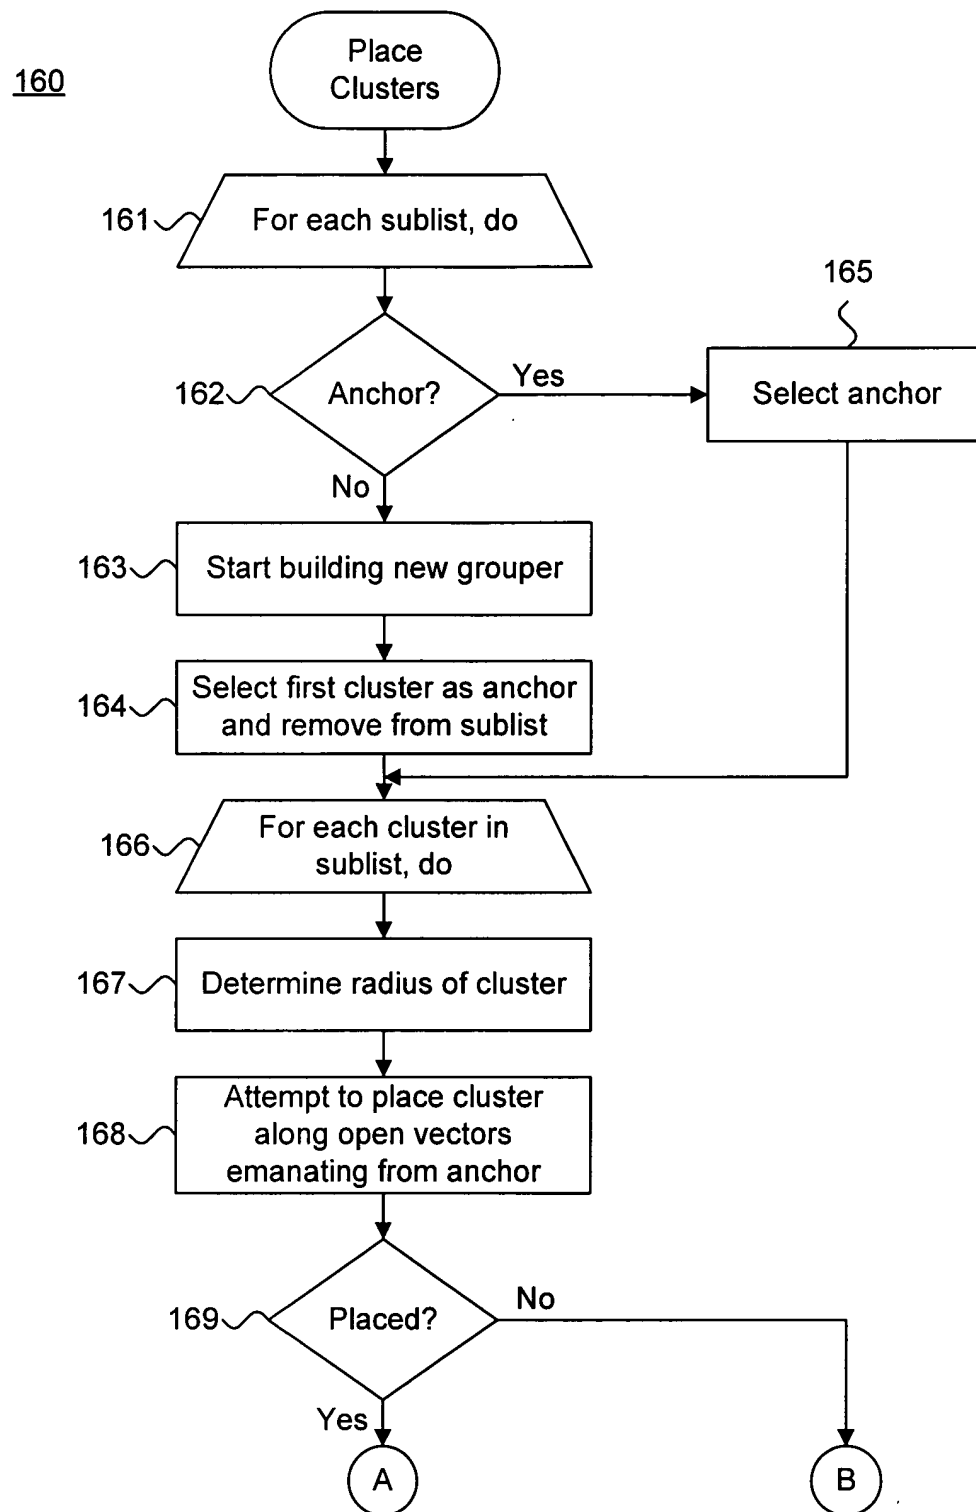 160
Place
Clusters
161
For each sublist, do
165
162
Anchor?
Yes
Select anchor
No
163
Start building new grouper
164
Select first cluster as anchor
and remove from sublist
166
For each cluster in
sublist, do
167
Determine radius of cluster
168
Attempt to place cluster
along open vectors
emanating from anchor
169
Placed?
No
Yes
A
B